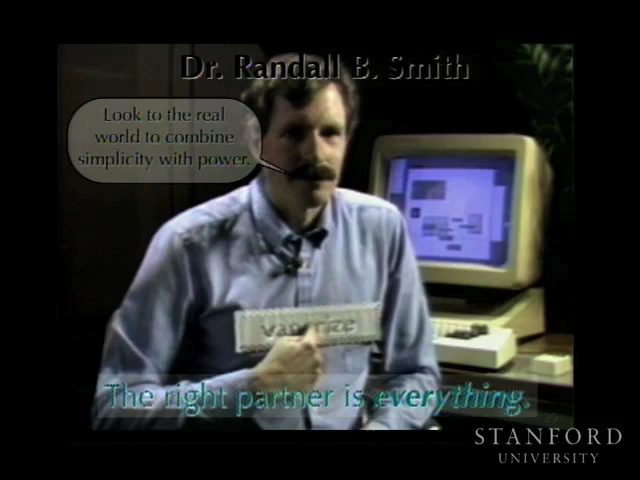 Dr. Randall B. Smith
Look to the real
world to combine
simplicity with power.
vaporize
The right partner is everything.
STANFORD
UNIVERSITY